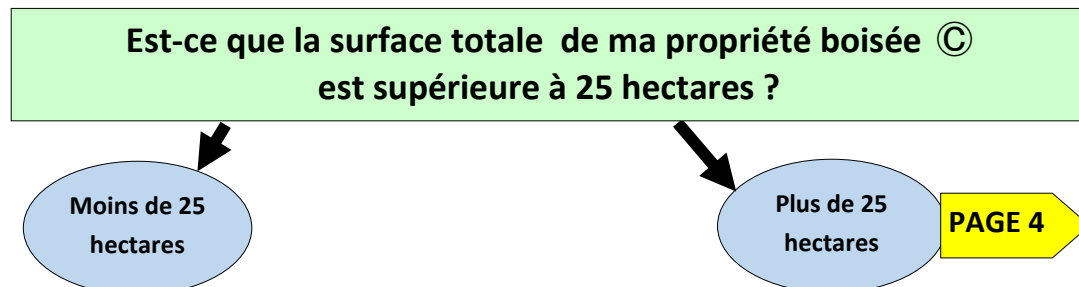 Est-ce que la surface totale de ma propriété boisée Ⓒ
est supérieure à 25 hectares ?
Moins de 25
hectares
Plus de 25
hectares
PAGE 4